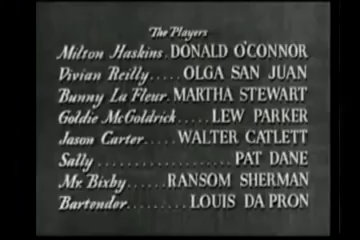 The Players
Milton Haskins. DONALD O'CONNOR
Vivian Reilly..... OLGA SAN JUAN
Bunny La Fleur. MARTHA STEWART
Goldie McGoldrick..... LEW PARKER
Jason Carter..... WALTER CATLETT
Sally .................. PAT DANE
Mr. Bixby...... RANSOM SHERMAN
Bartender......... LOUIS DA PRON